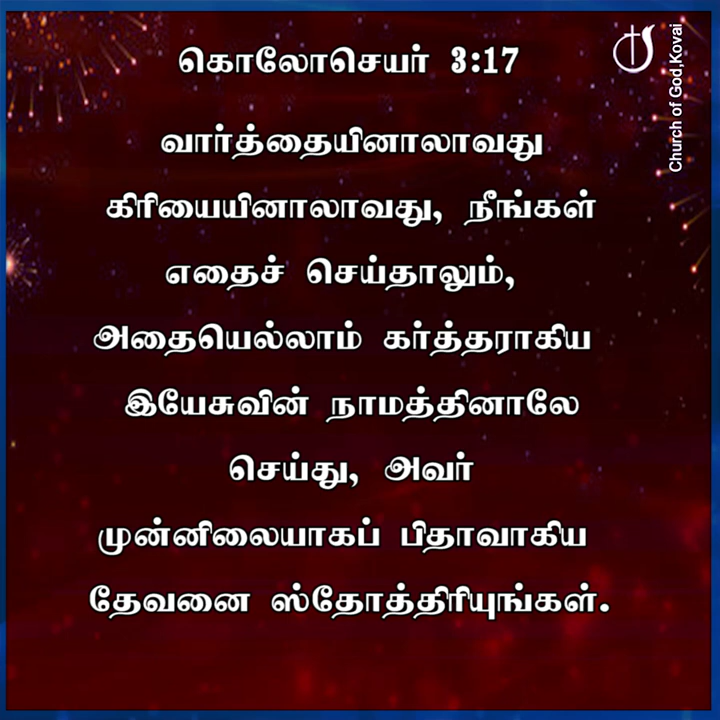 கொலோசெயர் 3:17
வார்த்தையினாலாவது
கிரியையினாலாவது, நீங்கள்
எதைச் செய்தாலும்,
அதையெல்லாம் கர்த்தராகிய
இயேசுவின் நாமத்தினாலே
செய்து, அவர்
முன்னிலையாகப் பிதாவாகிய
தேவனை ஸ்தோத்திரியுங்கள்.
Church of God,Kovai